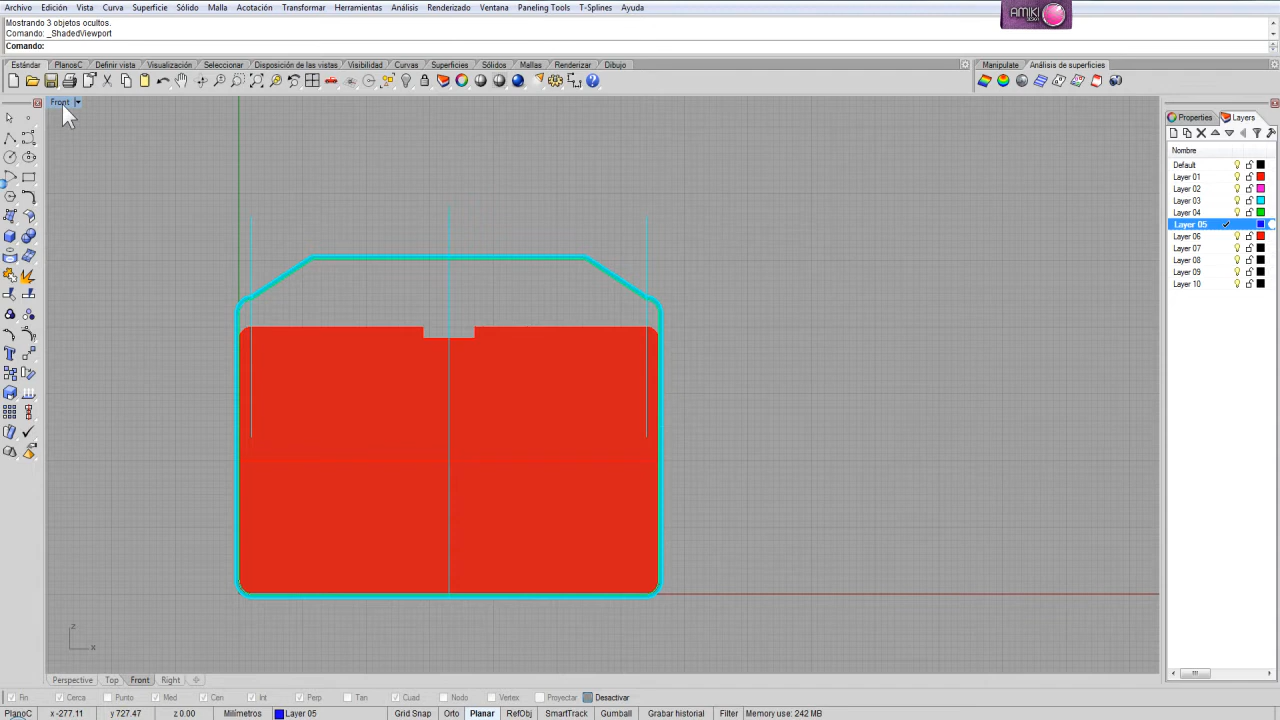 Archivo Edición Vista Curva Superficie Sólido Malla Acotación Transformar Herramientas Análisis Renderizado Ventana Paneling Tools T-Splines Ayuda
AMIKI
Mostrando 3 objetos ocultos.
Comando: _ShadedViewport
Comando:
Estándar PlanosC Definir vista Visualización Seleccionar Disposición de las vistas Visibilidad Curvas Superficies Sólidos Mallas Renderizar Dibujo Manipulate Análisis de superficies
Front
Properties Layers
Nombre
Default
Layer 01
Layer 02
Layer 03
Layer 04
Layer 05
Layer 06
Layer 07
Layer 08
Layer 09
Layer 10
z
x
Perspective Top Front Right
Fin Cerca Punto Med Cen Int Perp Tan Cuad Nodo Vertex Proyectar Desactivar
PlanoC x -277.11 y 727.47 z 0.00 Milímetros Layer 05 Grid Snap Orto Planar RefObj SmartTrack Gumball Grabar historial Filter Memory use: 242 MB